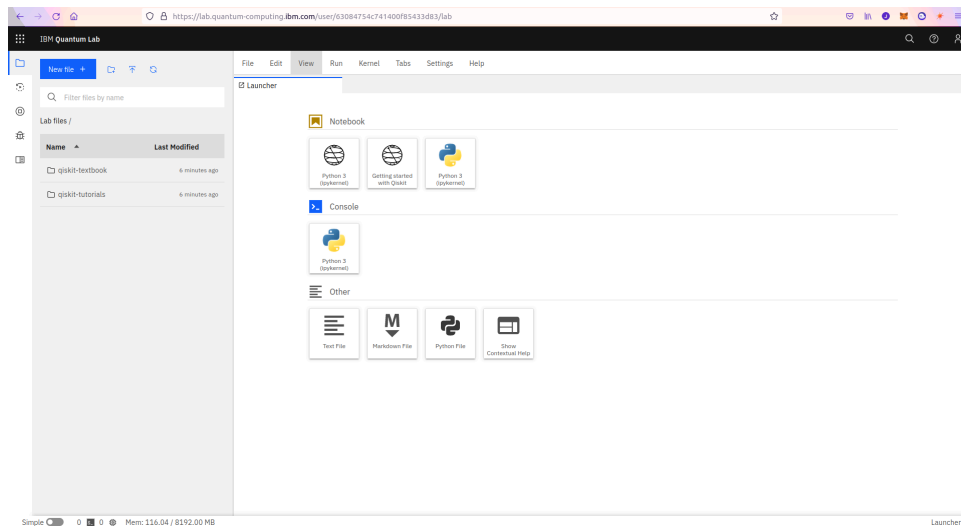 https://lab.quantum-computing.ibm.com/user/63084754c741400f85433d83/lab
IBM Quantum Lab
New file +
Filter files by name
Lab files /
Name
Last Modified
qiskit-textbook
6 minutes ago
qiskit-tutorials
6 minutes ago
File Edit View Run Kernel Tabs Settings Help
Launcher
Notebook
Python 3
(ipykernel)
Getting started
with Qiskit
Python 3
(ipykernel)
Console
Python 3
(ipykernel)
Other
Text File
Markdown File
Python File
Show
Contextual Help
Simple 0 0 Mem: 116.04 / 8192.00 MB
Launcher